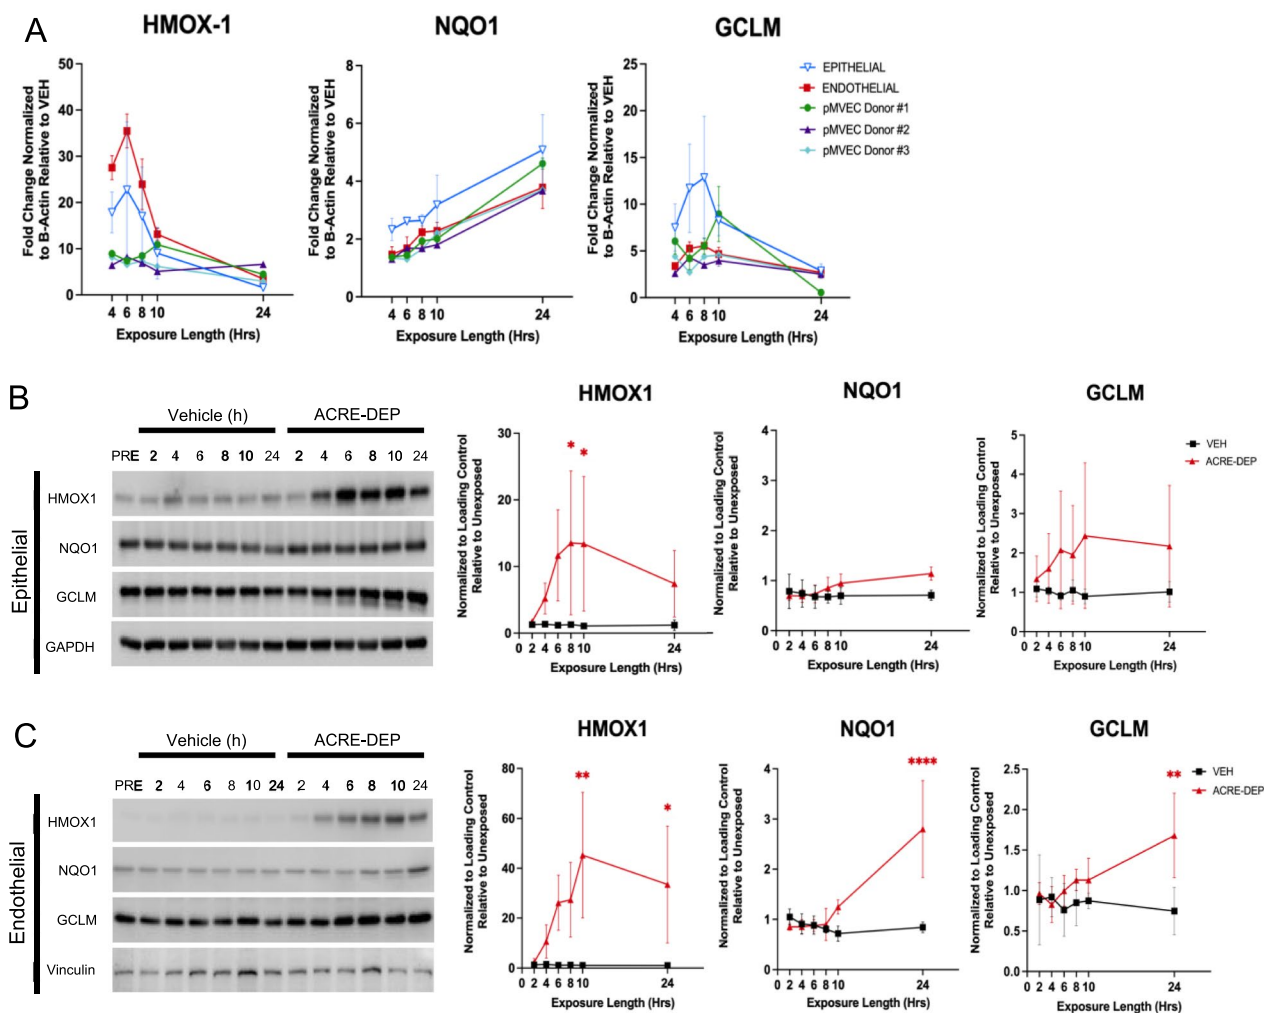 A
HMOX-1
NQO1
GCLM
Fold Change Normalized
to B-Actin Relative to VEH
50
40
30
20
10
0
4 6 8 10 24
Exposure Length (Hrs)
Fold Change Normalized
to B-Actin Relative to VEH
8
6
4
2
0
4 6 8 10 24
Exposure Length (Hrs)
Fold Change Normalized
to B-Actin Relative to VEH
25
20
15
10
5
0
4 6 8 10 24
Exposure Length (Hrs)
EPITHELIAL
ENDOTHELIAL
pMVEC Donor #1
pMVEC Donor #2
pMVEC Donor #3
B
Epithelial
Vehicle (h) ACRE-DEP
PRE 2 4 6 8 10 24 2 4 6 8 10 24
HMOX1
NQO1
GCLM
GAPDH
HMOX1
Normalized to Loading Control
Relative to Unexposed
30
20
10
0
* *
0 2 4 6 8 10 24
Exposure Length (Hrs)
NQO1
Normalized to Loading Control
Relative to Unexposed
4
3
2
1
0
0 2 4 6 8 10 24
Exposure Length (Hrs)
GCLM
Normalized to Loading Control
Relative to Unexposed
5
4
3
2
1
0
0 2 4 6 8 10 24
Exposure Length (Hrs)
VEH
ACRE-DEP
C
Endothelial
Vehicle (h) ACRE-DEP
PRE 2 4 6 8 10 24 2 4 6 8 10 24
HMOX1
NQO1
GCLM
Vinculin
HMOX1
Normalized to Loading Control
Relative to Unexposed
80
60
40
20
0
** *
0 2 4 6 8 10 24
Exposure Length (Hrs)
NQO1
Normalized to Loading Control
Relative to Unexposed
4
3
2
1
0
****
0 2 4 6 8 10 24
Exposure Length (Hrs)
GCLM
Normalized to Loading Control
Relative to Unexposed
2.5
2.0
1.5
1.0
0.5
0.0
**
0 2 4 6 8 10 24
Exposure Length (Hrs)
VEH
ACRE-DEP